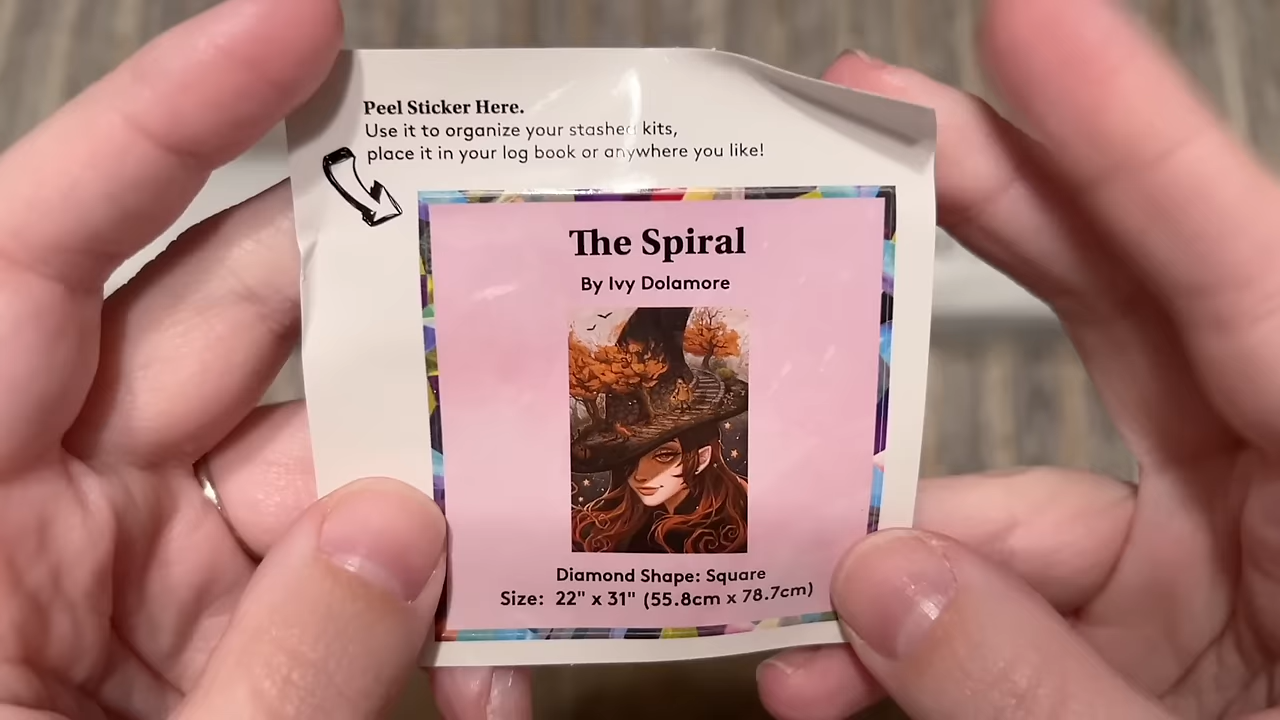 Peel Sticker Here.
Use it to organize your stashed kits,
place it in your log book or anywhere you like!
The Spiral
By Ivy Dolamore
Diamond Shape: Square
Size: 22" x 31" (55.8cm x 78.7cm)